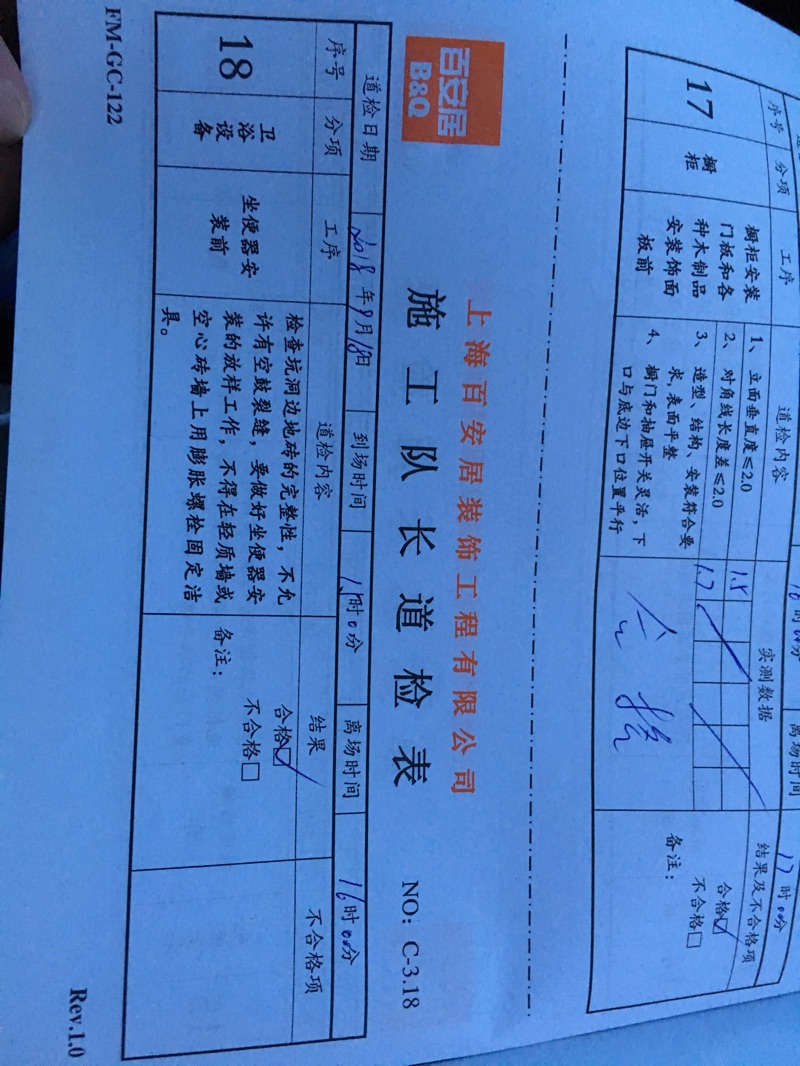 16时00分 离场时间 17时00分
序号 分项 工序 道检内容 实测数据 结果及不合格项
17 橱柜
橱柜安装
门板和各
种木制品
安装饰面
板前
1、立面垂直度≤2.0 1.8
2、对角线长度差≤2.0 1.7
3、造型、结构、安装符合要
求,表面平整
4、橱门和抽屉开关灵活，下
口与底边下口位置平行
合格
合格☑
不合格□
备注：
百安居
B&Q
上海百安居装饰工程有限公司
施工队长道检表
NO: C-3.18
道检日期 2018年9月18日 到场时间 15时0分 离场时间 16时00分
序号 分项 工序 道检内容 结果 不合格项
18
卫浴设备
坐便器安
装前
检查坑洞边地砖的完整性，不允
许有空鼓裂缝，要做好坐便器安
装的放样工作，不得在轻质墙或
空心砖墙上用膨胀螺栓固定洁
具。
合格☑
不合格□
备注：
FM-GC-122
Rev.1.0